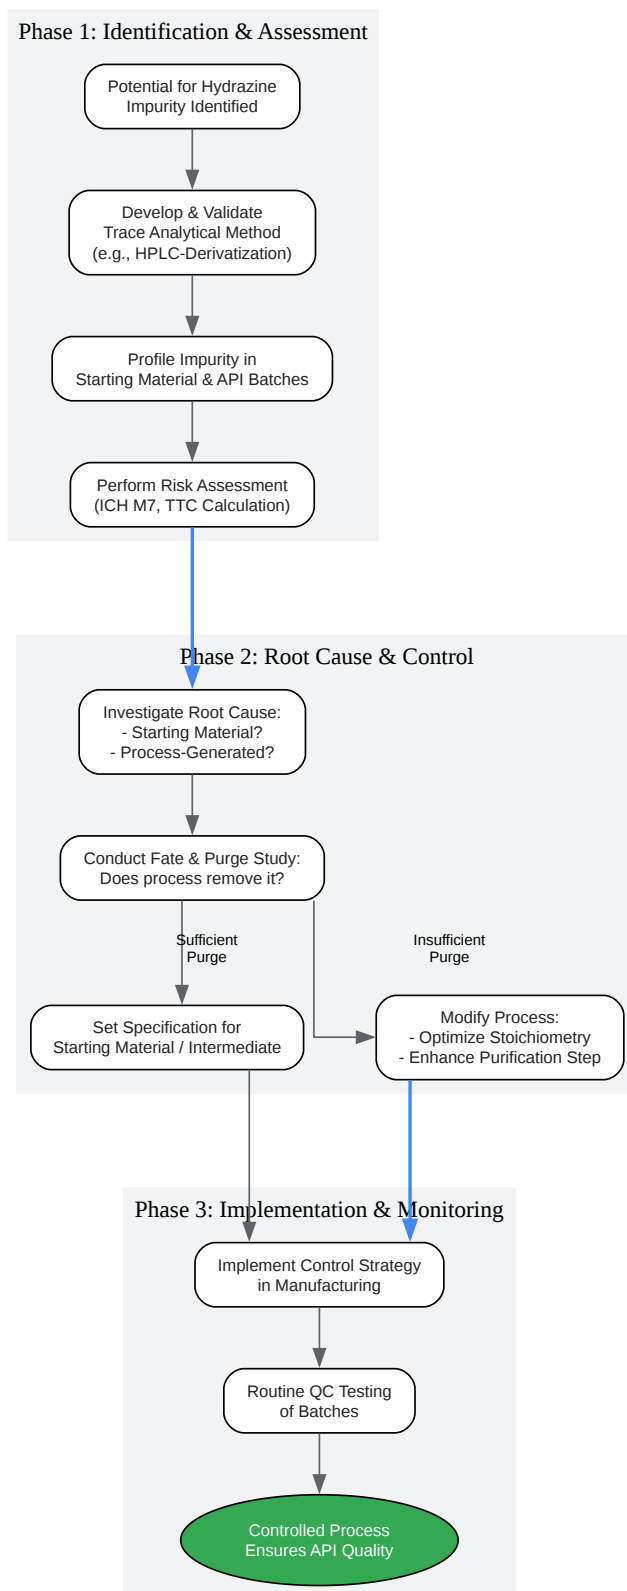 Phase 1: Identification & Assessment
Potential for Hydrazine
Impurity Identified
Develop & Validate
Trace Analytical Method
(e.g., HPLC-Derivatization)
Profile Impurity in
Starting Material & API Batches
Perform Risk Assessment
(ICH M7, TTC Calculation)
Phase 2: Root Cause & Control
Investigate Root Cause:
- Starting Material?
- Process-Generated?
Conduct Fate & Purge Study:
Does process remove it?
Sufficient
Purge
Insufficient
Purge
Set Specification for
Starting Material / Intermediate
Modify Process:
- Optimize Stoichiometry
- Enhance Purification Step
Phase 3: Implementation & Monitoring
Implement Control Strategy
in Manufacturing
Routine QC Testing
of Batches
Controlled Process
Ensures API Quality